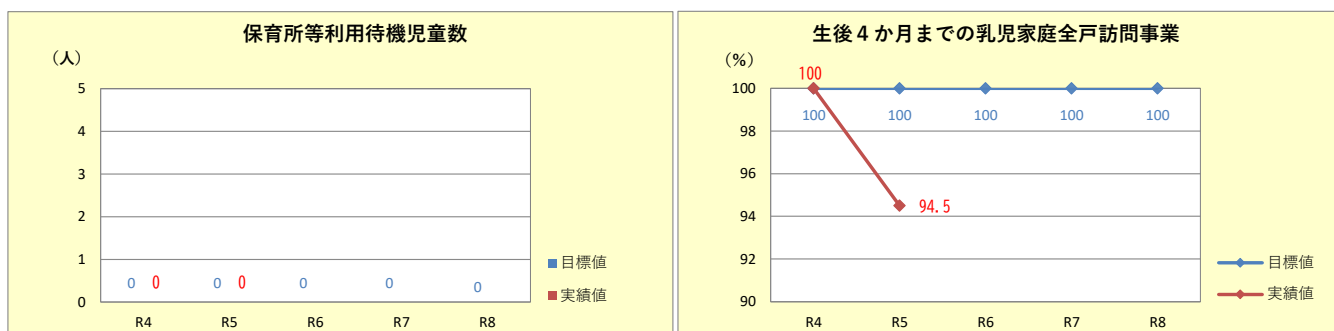 保育所等利用待機児童数
（人）
5
4
3
2
1
0
0 0 0 0 0 0 0
R4 R5 R6 R7 R8
目標値
実績値
生後４か月までの乳児家庭全戸訪問事業
（%）
100
98
96
94
92
90
100
100 100 100 100 100
94.5
R4 R5 R6 R7 R8
目標値
実績値